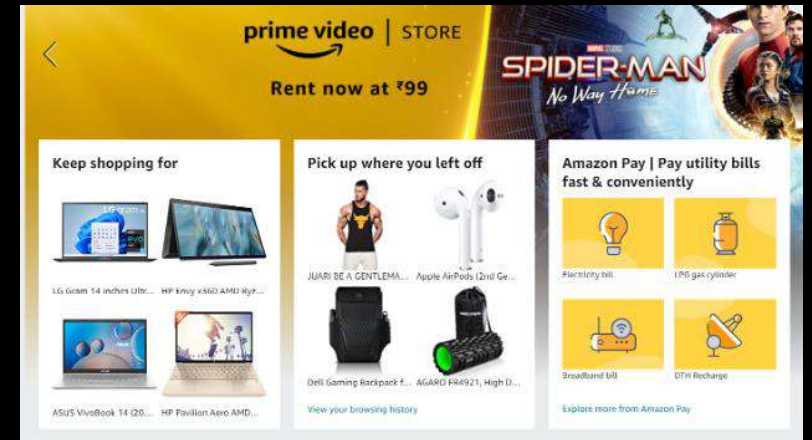 prime video | STORE
Rent now at ₹99
MARVEL STUDIOS
SPIDER-MAN
No Way Home
Keep shopping for
LG Gram 14 inches Ultr...
HP Envy x360 AMD Ryz...
ASUS VivoBook 14 (20...
HP Pavilion Aero AMD...
Pick up where you left off
JUARI BE A GENTLEMA...
Apple AirPods (2nd Ge...
Dell Gaming Backpack f...
AGARO FR4921, High D...
View your browsing history
Amazon Pay | Pay utility bills
fast & conveniently
Electricity bill
LPG gas cylinder
Broadband bill
DTH Recharge
Explore more from Amazon Pay